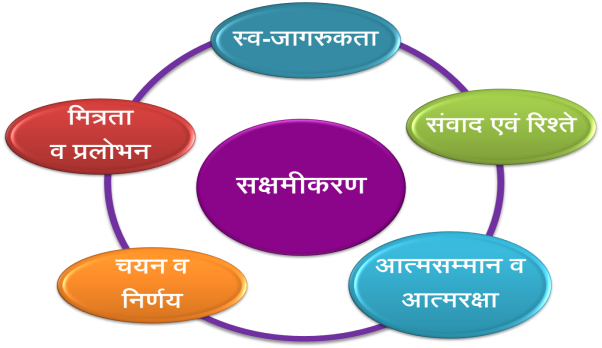 स्व-जागरुकता
संवाद एवं रिश्ते
आत्मसम्मान व
आत्मरक्षा
चयन व
निर्णय
मित्रता
व प्रलोभन
सक्षमीकरण